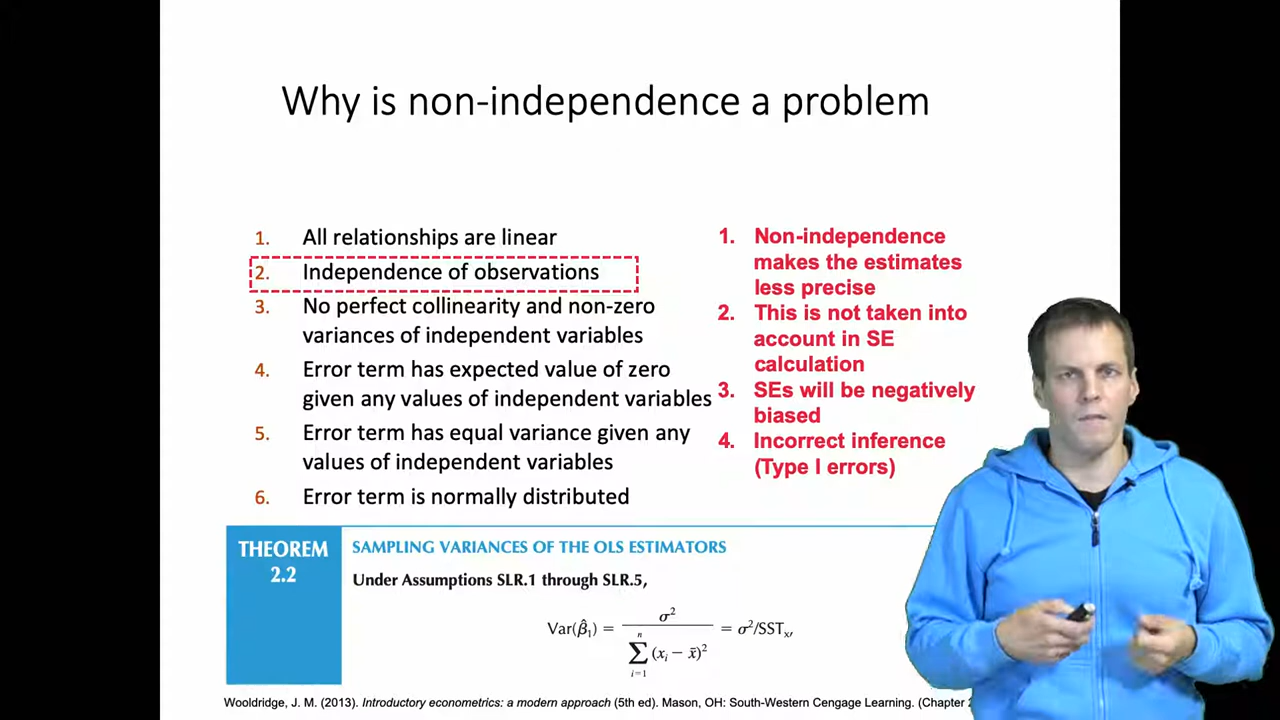 Why is non-independence a problem
1. All relationships are linear
2. Independence of observations
3. No perfect collinearity and non-zero
variances of independent variables
4. Error term has expected value of zero
given any values of independent variables
5. Error term has equal variance given any
values of independent variables
6. Error term is normally distributed
1. Non-independence
makes the estimates
less precise
2. This is not taken into
account in SE
calculation
3. SEs will be negatively
biased
4. Incorrect inference
(Type I errors)
THEOREM
2.2
SAMPLING VARIANCES OF THE OLS ESTIMATORS
Under Assumptions SLR.1 through SLR.5,
Var(β̂₁) = σ² / n∑i=1 (xᵢ − x̄)² = σ²/SSTₓ,
Wooldridge, J. M. (2013). Introductory econometrics: a modern approach (5th ed). Mason, OH: South-Western Cengage Learning. (Chapter